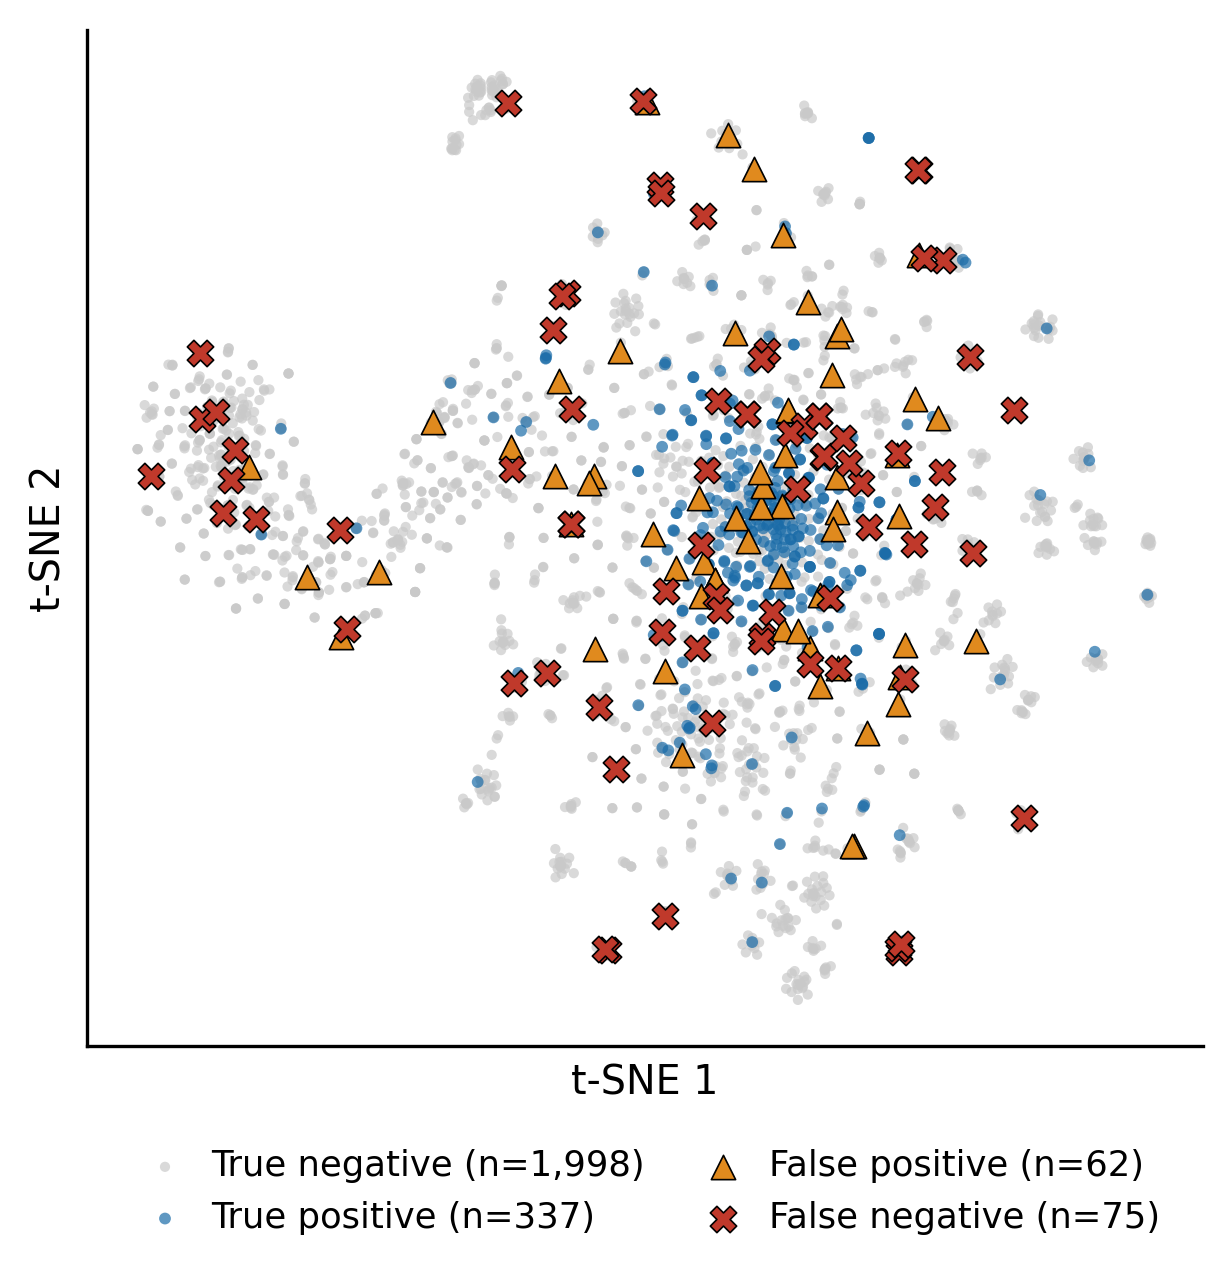 t-SNE 2
t-SNE 1
True negative (n=1,998)
True positive (n=337)
False positive (n=62)
False negative (n=75)